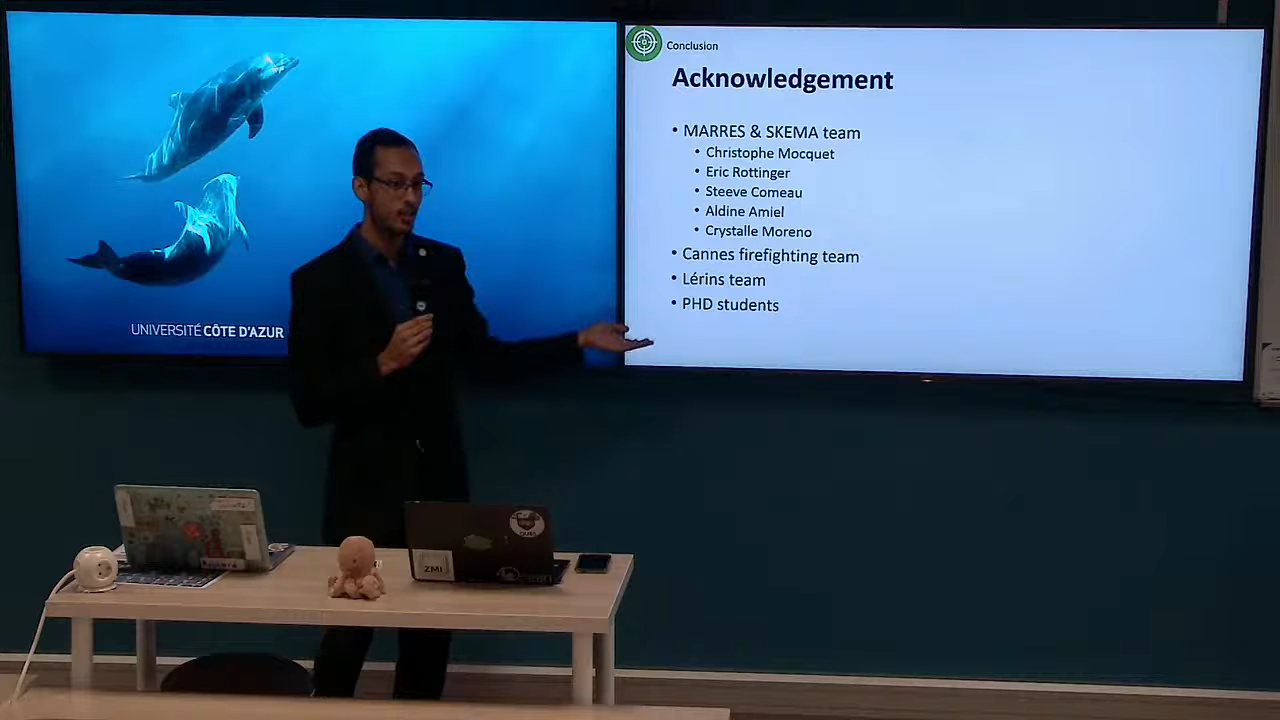 UNIVERSITÉ CÔTE D'AZUR
Conclusion
Acknowledgement
• MARRES & SKEMA team
• Christophe Mocquet
• Eric Rottinger
• Steeve Comeau
• Aldine Amiel
• Crystalle Moreno
• Cannes firefighting team
• Lérins team
• PHD students
ZMI